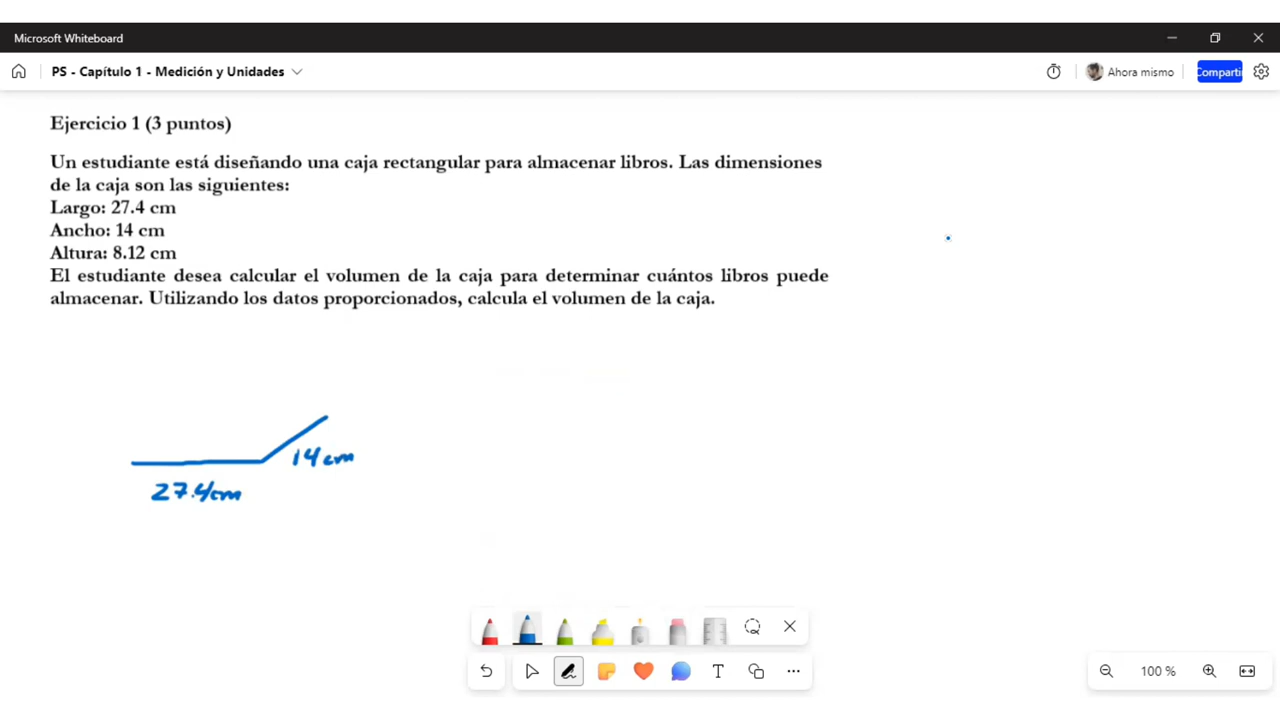 Microsoft Whiteboard
PS - Capítulo 1 - Medición y Unidades
Ahora mismo
Comparti
Ejercicio 1 (3 puntos)
Un estudiante está diseñando una caja rectangular para almacenar libros. Las dimensiones
de la caja son las siguientes:
Largo: 27.4 cm
Ancho: 14 cm
Altura: 8.12 cm
El estudiante desea calcular el volumen de la caja para determinar cuántos libros puede
almacenar. Utilizando los datos proporcionados, calcula el volumen de la caja.
14cm
27.4cm
100 %